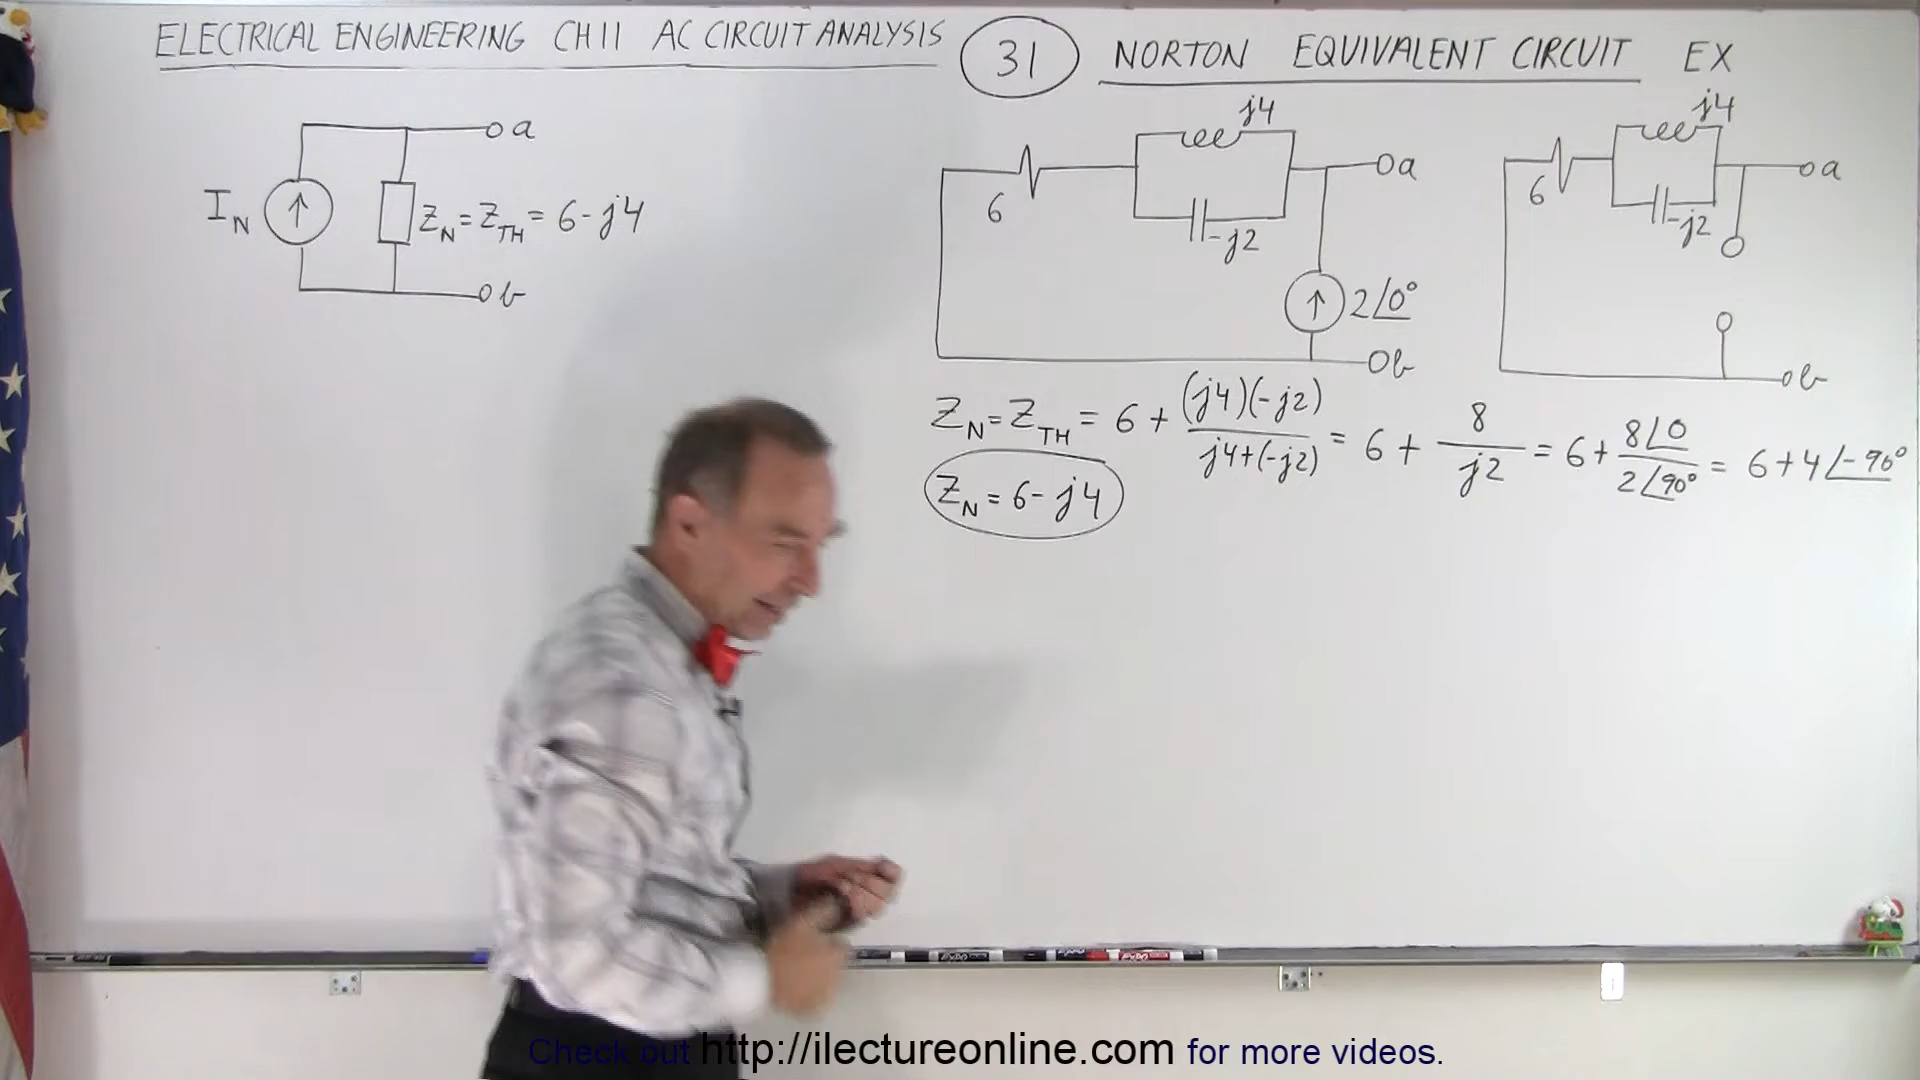 ELECTRICAL ENGINEERING CH 11 AC CIRCUIT ANALYSIS 31 NORTON EQUIVALENT CIRCUIT EX
a
I_N
Z_N = Z_TH = 6 - j4
b
j4
6
-j2
a
2∠0°
b
j4
6
-j2
a
b
Z_N = Z_TH = 6 + (j4)(-j2) / j4+(-j2) = 6 + 8 / j2 = 6 + 8∠0 / 2∠90° = 6 + 4∠-90°
Z_N = 6 - j4
Check out http://ilectureonline.com for more videos.